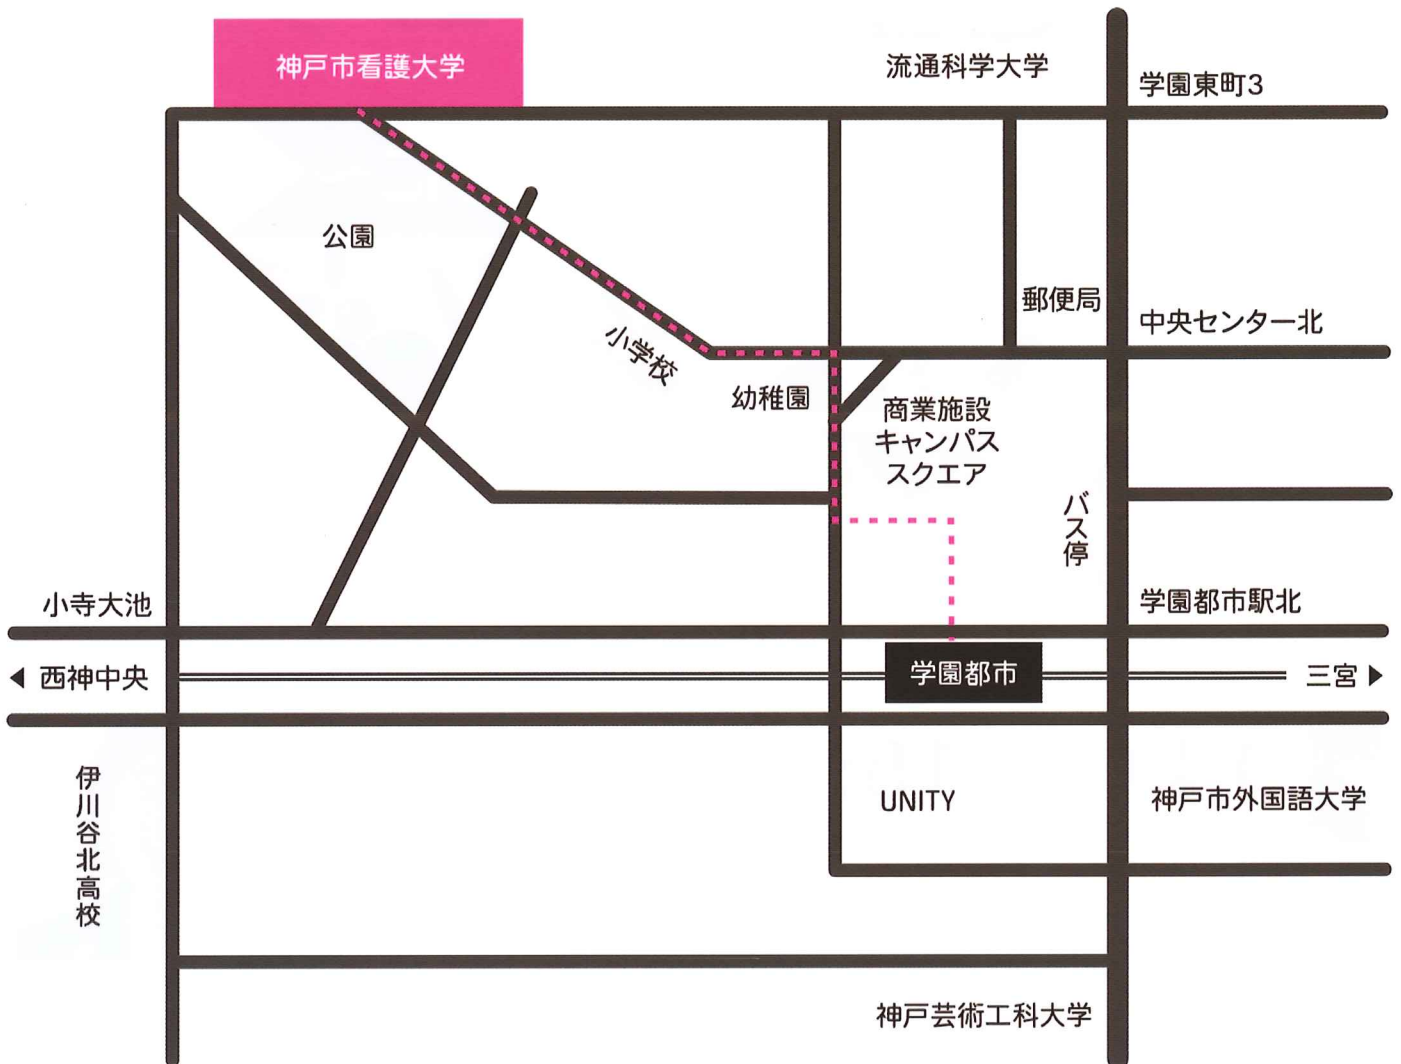 神戸市看護大学
流通科学大学
学園東町3
公園
郵便局
中央センター北
小学校
幼稚園
商業施設
キャンパス
スクエア
バス停
小寺大池
学園都市駅北
◀ 西神中央
学園都市
三宮 ▶
伊川谷北高校
UNITY
神戸市外国語大学
神戸芸術工科大学